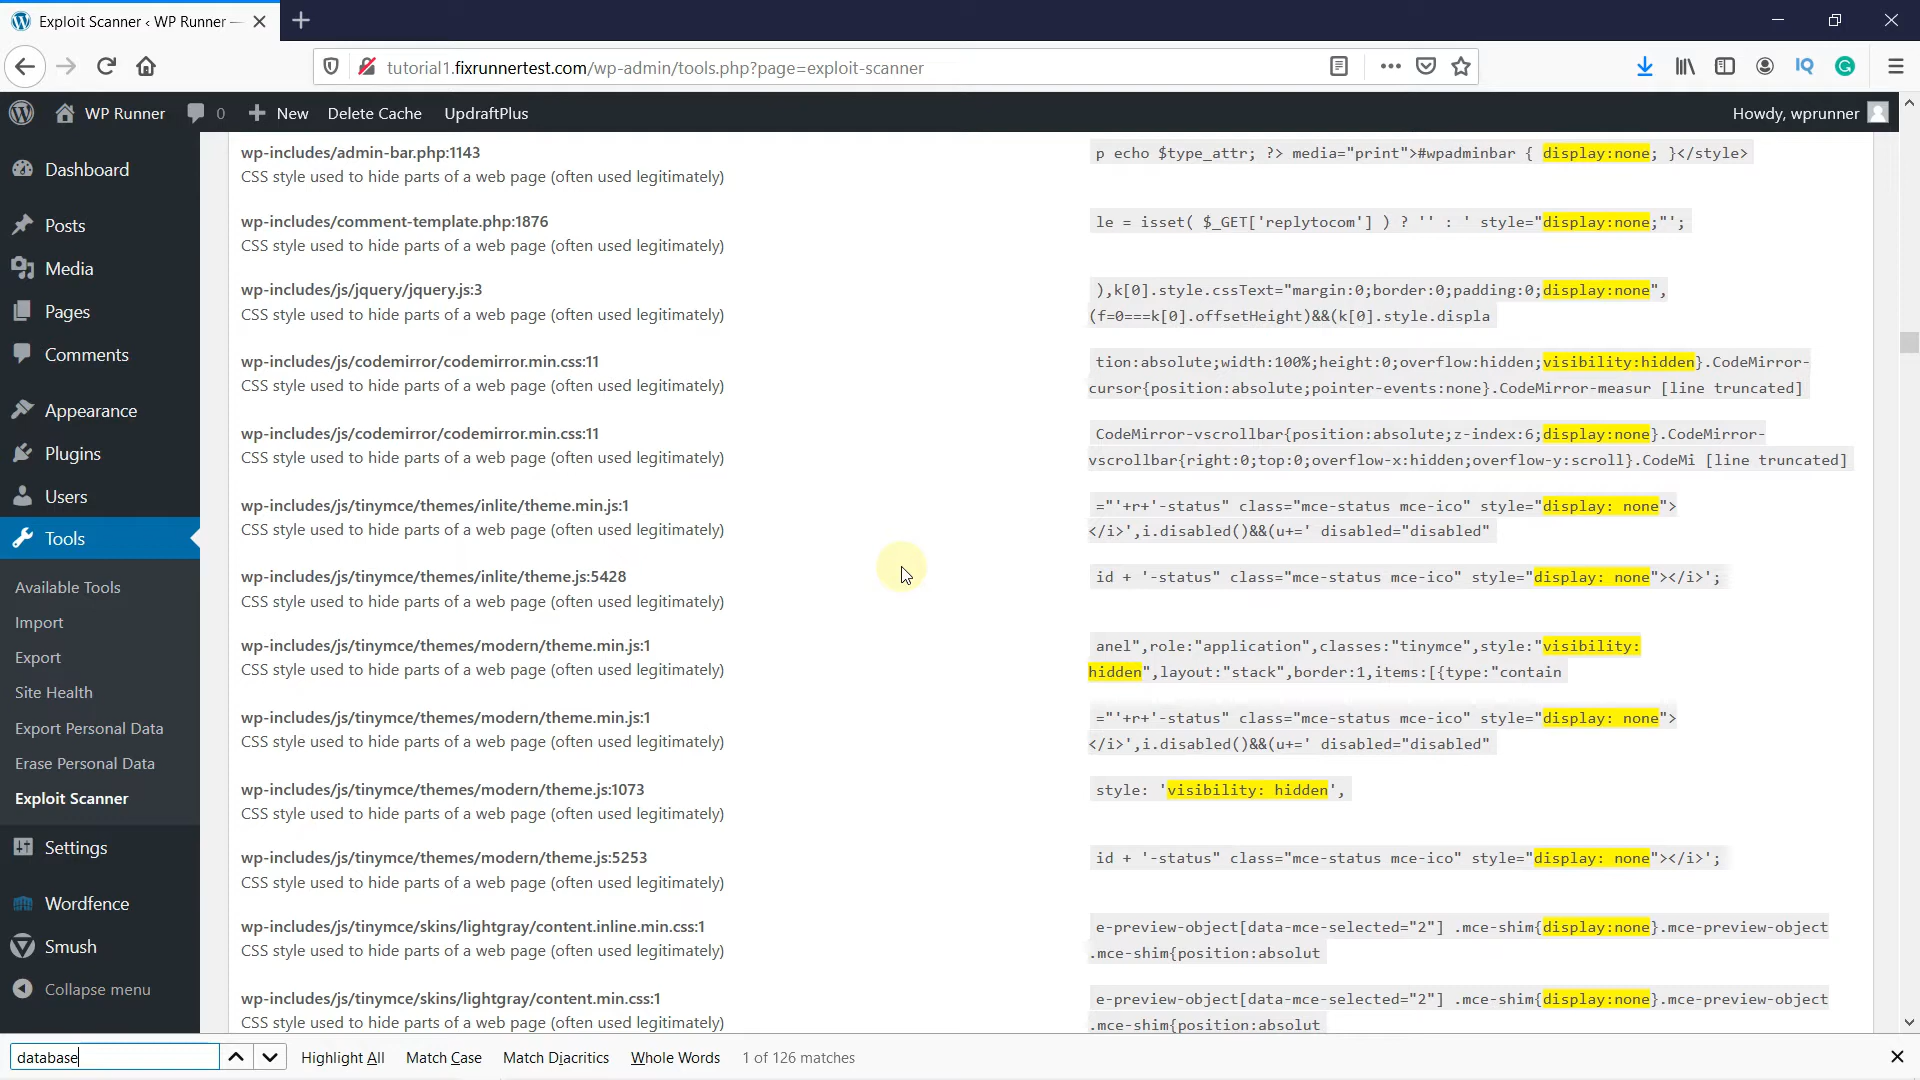 Exploit Scanner ‹ WP Runner —
tutorial1.fixrunnertest.com/wp-admin/tools.php?page=exploit-scanner
WP Runner
0
New
Delete Cache
UpdraftPlus
Howdy, wprunner
Dashboard
Posts
Media
Pages
Comments
Appearance
Plugins
Users
Tools
Available Tools
Import
Export
Site Health
Export Personal Data
Erase Personal Data
Exploit Scanner
Settings
Wordfence
Smush
Collapse menu
wp-includes/admin-bar.php:1143
CSS style used to hide parts of a web page (often used legitimately)
p echo $type_attr; ?> media="print">#wpadminbar { display:none; }</style>
wp-includes/comment-template.php:1876
CSS style used to hide parts of a web page (often used legitimately)
le = isset( $_GET['replytocom'] ) ? '' : ' style="display:none;"';
wp-includes/js/jquery/jquery.js:3
CSS style used to hide parts of a web page (often used legitimately)
),k[0].style.cssText="margin:0;border:0;padding:0;display:none",
(f=0===k[0].offsetHeight)&&(k[0].style.displa
wp-includes/js/codemirror/codemirror.min.css:11
CSS style used to hide parts of a web page (often used legitimately)
tion:absolute;width:100%;height:0;overflow:hidden;visibility:hidden}.CodeMirror-
cursor{position:absolute;pointer-events:none}.CodeMirror-measur [line truncated]
wp-includes/js/codemirror/codemirror.min.css:11
CSS style used to hide parts of a web page (often used legitimately)
CodeMirror-vscrollbar{position:absolute;z-index:6;display:none}.CodeMirror-
vscrollbar{right:0;top:0;overflow-x:hidden;overflow-y:scroll}.CodeMi [line truncated]
wp-includes/js/tinymce/themes/inlite/theme.min.js:1
CSS style used to hide parts of a web page (often used legitimately)
="'+r+'-status" class="mce-status mce-ico" style="display: none">
</i>',i.disabled()&&(u+=' disabled="disabled"
wp-includes/js/tinymce/themes/inlite/theme.js:5428
CSS style used to hide parts of a web page (often used legitimately)
id + '-status" class="mce-status mce-ico" style="display: none"></i>';
wp-includes/js/tinymce/themes/modern/theme.min.js:1
CSS style used to hide parts of a web page (often used legitimately)
anel",role:"application",classes:"tinymce",style:"visibility:
hidden",layout:"stack",border:1,items:[{type:"contain
wp-includes/js/tinymce/themes/modern/theme.min.js:1
CSS style used to hide parts of a web page (often used legitimately)
="'+r+'-status" class="mce-status mce-ico" style="display: none">
</i>',i.disabled()&&(u+=' disabled="disabled"
wp-includes/js/tinymce/themes/modern/theme.js:1073
CSS style used to hide parts of a web page (often used legitimately)
style: 'visibility: hidden',
wp-includes/js/tinymce/themes/modern/theme.js:5253
CSS style used to hide parts of a web page (often used legitimately)
id + '-status" class="mce-status mce-ico" style="display: none"></i>';
wp-includes/js/tinymce/skins/lightgray/content.inline.min.css:1
CSS style used to hide parts of a web page (often used legitimately)
e-preview-object[data-mce-selected="2"] .mce-shim{display:none}.mce-preview-object
.mce-shim{position:absolut
wp-includes/js/tinymce/skins/lightgray/content.min.css:1
CSS style used to hide parts of a web page (often used legitimately)
e-preview-object[data-mce-selected="2"] .mce-shim{display:none}.mce-preview-object
.mce-shim{position:absolut
database
Highlight All
Match Case
Match Diacritics
Whole Words
1 of 126 matches